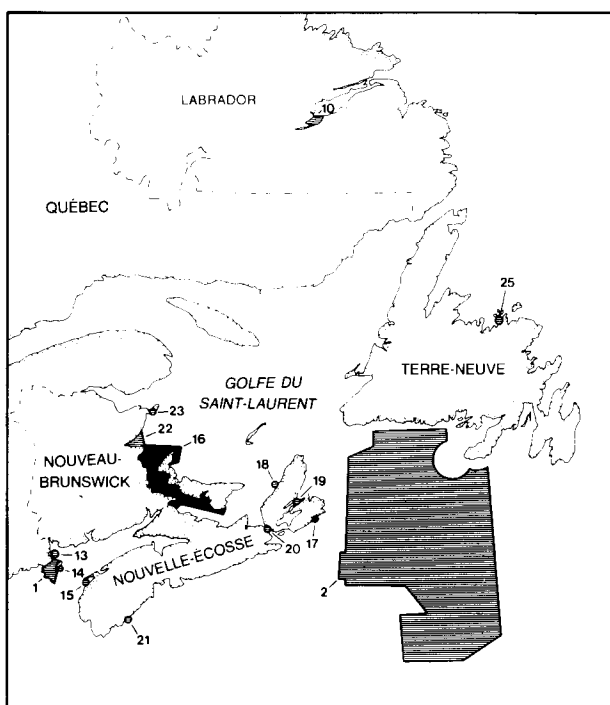 LABRADOR
10
QUÉBEC
25
TERRE-NEUVE
GOLFE DU
SAINT-LAURENT
23
22
16
NOUVEAU-
BRUNSWICK
18
19
13
20
17
NOUVELLE-ÉCOSSE
1
14
2
15
21